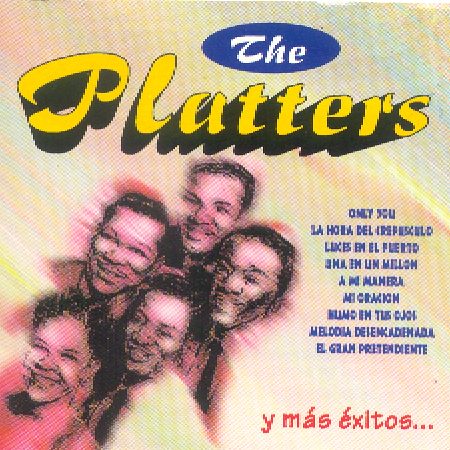 The
Platters
ONLY YOU
LA HORA DEL CREPUSCULO
LUCES EN EL PUERTO
UNA EN UN MILLON
A MI MANERA
MI ORACION
HUMO EN TUS OJOS
MELODIA DESENCADENADA
EL GRAN PRETENDIENTE
y más éxitos...